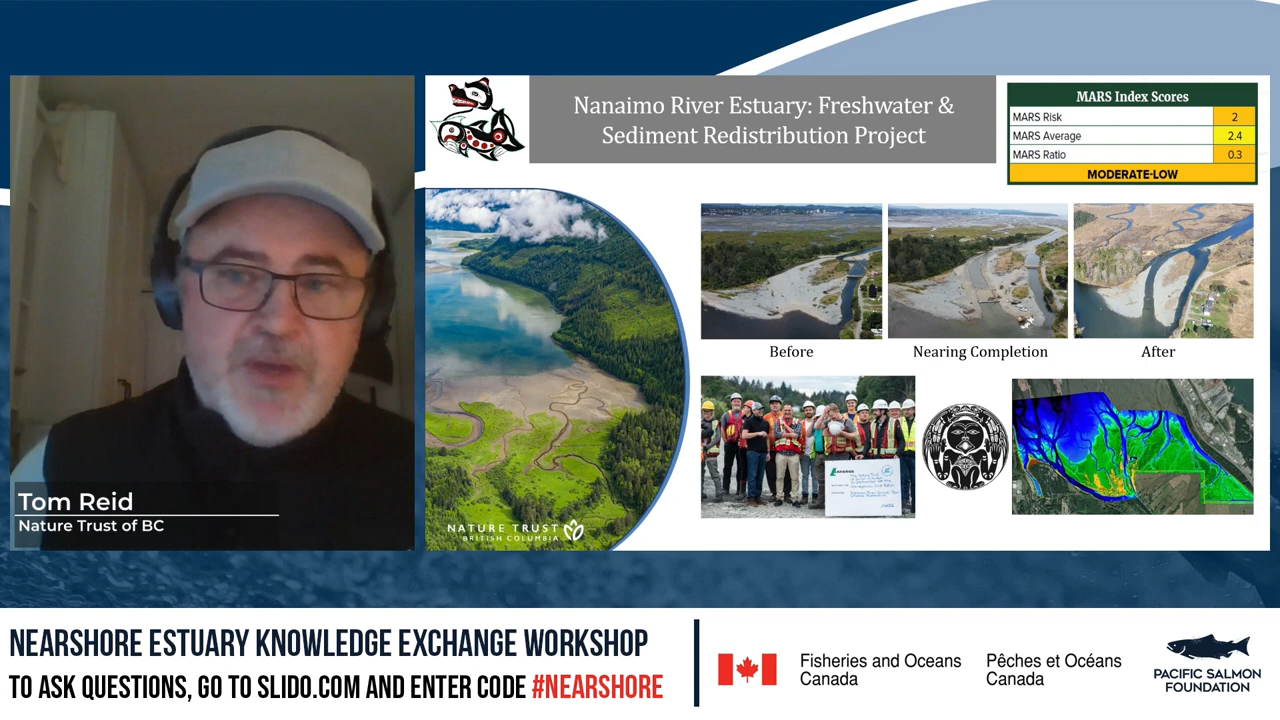 Nanaimo River Estuary: Freshwater &
Sediment Redistribution Project
MARS Index Scores
MARS Risk 2
MARS Average 2.4
MARS Ratio 0.3
MODERATE-LOW
Before
Nearing Completion
After
Tom Reid
Nature Trust of BC
NATURE TRUST
BRITISH COLUMBIA
NEARSHORE ESTUARY KNOWLEDGE EXCHANGE WORKSHOP
TO ASK QUESTIONS, GO TO SLIDO.COM AND ENTER CODE #NEARSHORE
Fisheries and Oceans
Canada
Pêches et Océans
Canada
PACIFIC SALMON
FOUNDATION